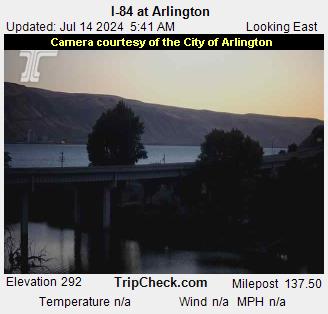 I-84 at Arlington
Updated: Jul 14 2024 5:41 AM Looking East
Camera courtesy of the City of Arlington
Elevation 292 TripCheck.com Milepost 137.50
Temperature n/a Wind n/a MPH n/a